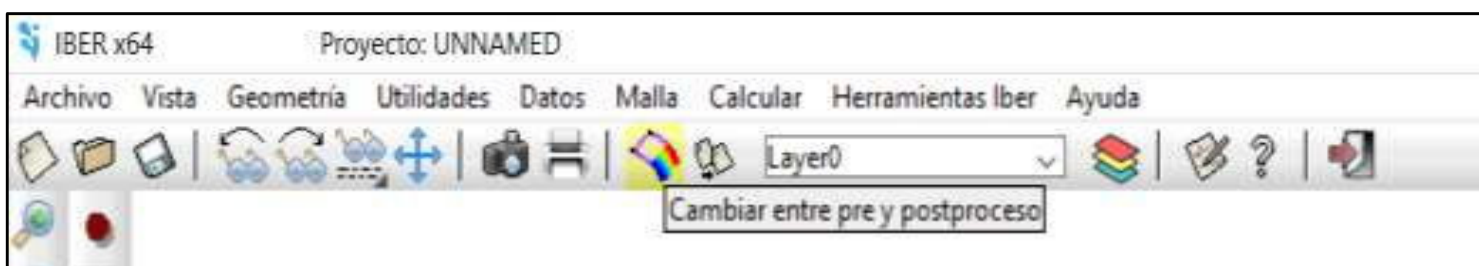 IBER x64 Proyecto: UNNAMED
Archivo Vista Geometría Utilidades Datos Malla Calcular Herramientas Iber Ayuda
Layer0
Cambiar entre pre y postproceso